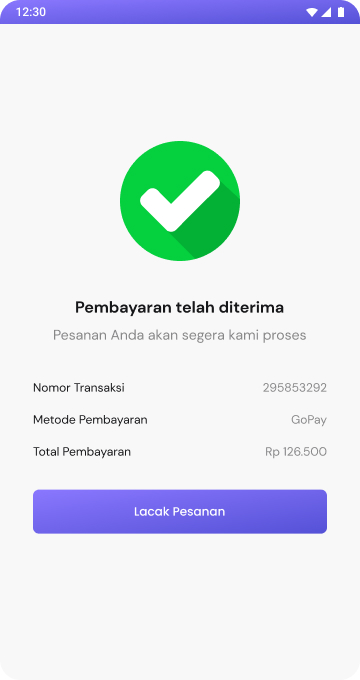 12:30
Pembayaran telah diterima
Pesanan Anda akan segera kami proses
Nomor Transaksi 295853292
Metode Pembayaran GoPay
Total Pembayaran Rp 126.500
Lacak Pesanan